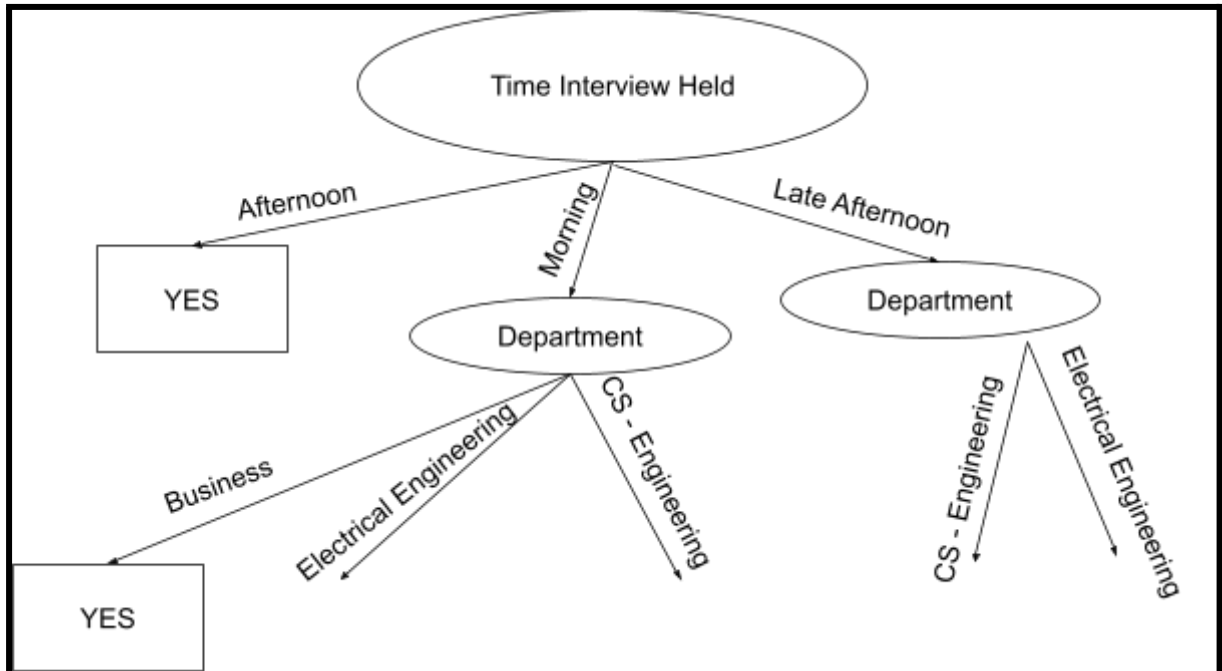 Time Interview Held
Afternoon
Morning
Late Afternoon
YES
Department
Department
Business
Electrical Engineering
CS - Engineering
CS - Engineering
Electrical Engineering
YES